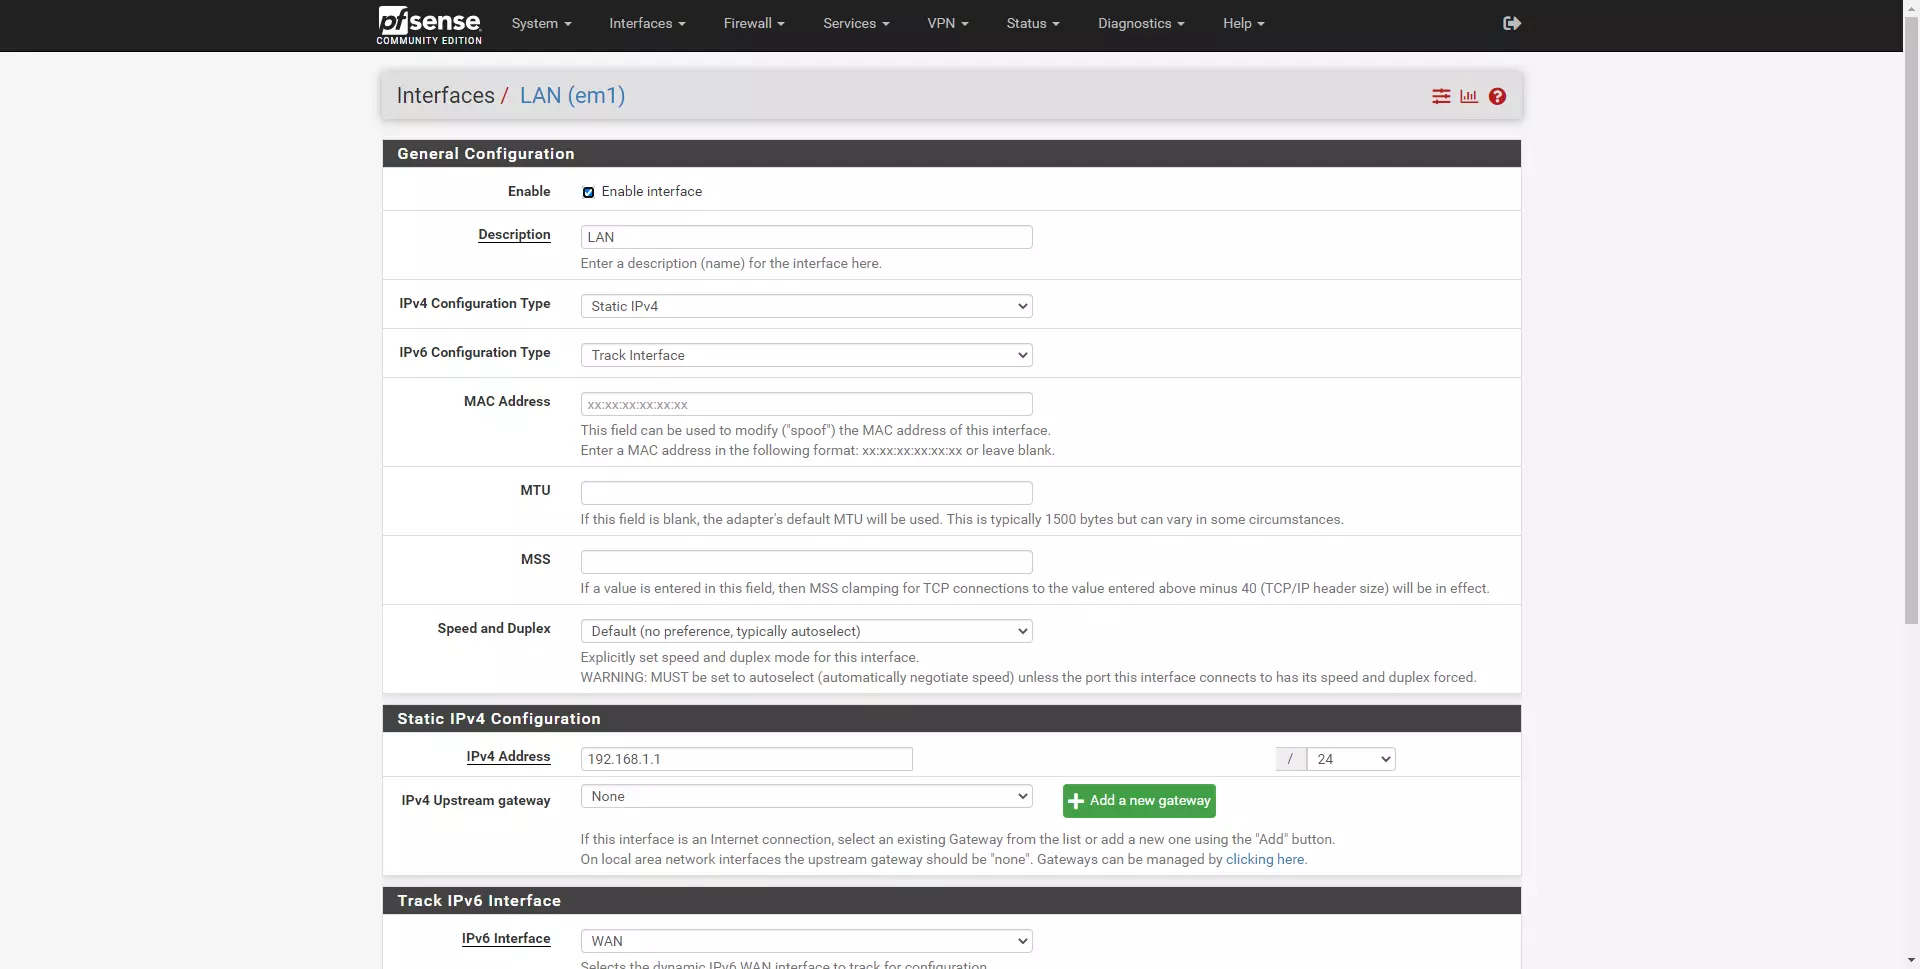 pfsense
COMMUNITY EDITION
System
Interfaces
Firewall
Services
VPN
Status
Diagnostics
Help
Interfaces / LAN (em1)
General Configuration
Enable
Enable interface
Description
LAN
Enter a description (name) for the interface here.
IPv4 Configuration Type
Static IPv4
IPv6 Configuration Type
Track Interface
MAC Address
xx:xx:xx:xx:xx:xx
This field can be used to modify ("spoof") the MAC address of this interface.
Enter a MAC address in the following format: xx:xx:xx:xx:xx:xx or leave blank.
MTU
If this field is blank, the adapter's default MTU will be used. This is typically 1500 bytes but can vary in some circumstances.
MSS
If a value is entered in this field, then MSS clamping for TCP connections to the value entered above minus 40 (TCP/IP header size) will be in effect.
Speed and Duplex
Default (no preference, typically autoselect)
Explicitly set speed and duplex mode for this interface.
WARNING: MUST be set to autoselect (automatically negotiate speed) unless the port this interface connects to has its speed and duplex forced.
Static IPv4 Configuration
IPv4 Address
192.168.1.1
/ 24
IPv4 Upstream gateway
None
Add a new gateway
If this interface is an Internet connection, select an existing Gateway from the list or add a new one using the "Add" button.
On local area network interfaces the upstream gateway should be "none". Gateways can be managed by clicking here.
Track IPv6 Interface
IPv6 Interface
WAN
Selects the dynamic IPv6 WAN interface to track for configuration.